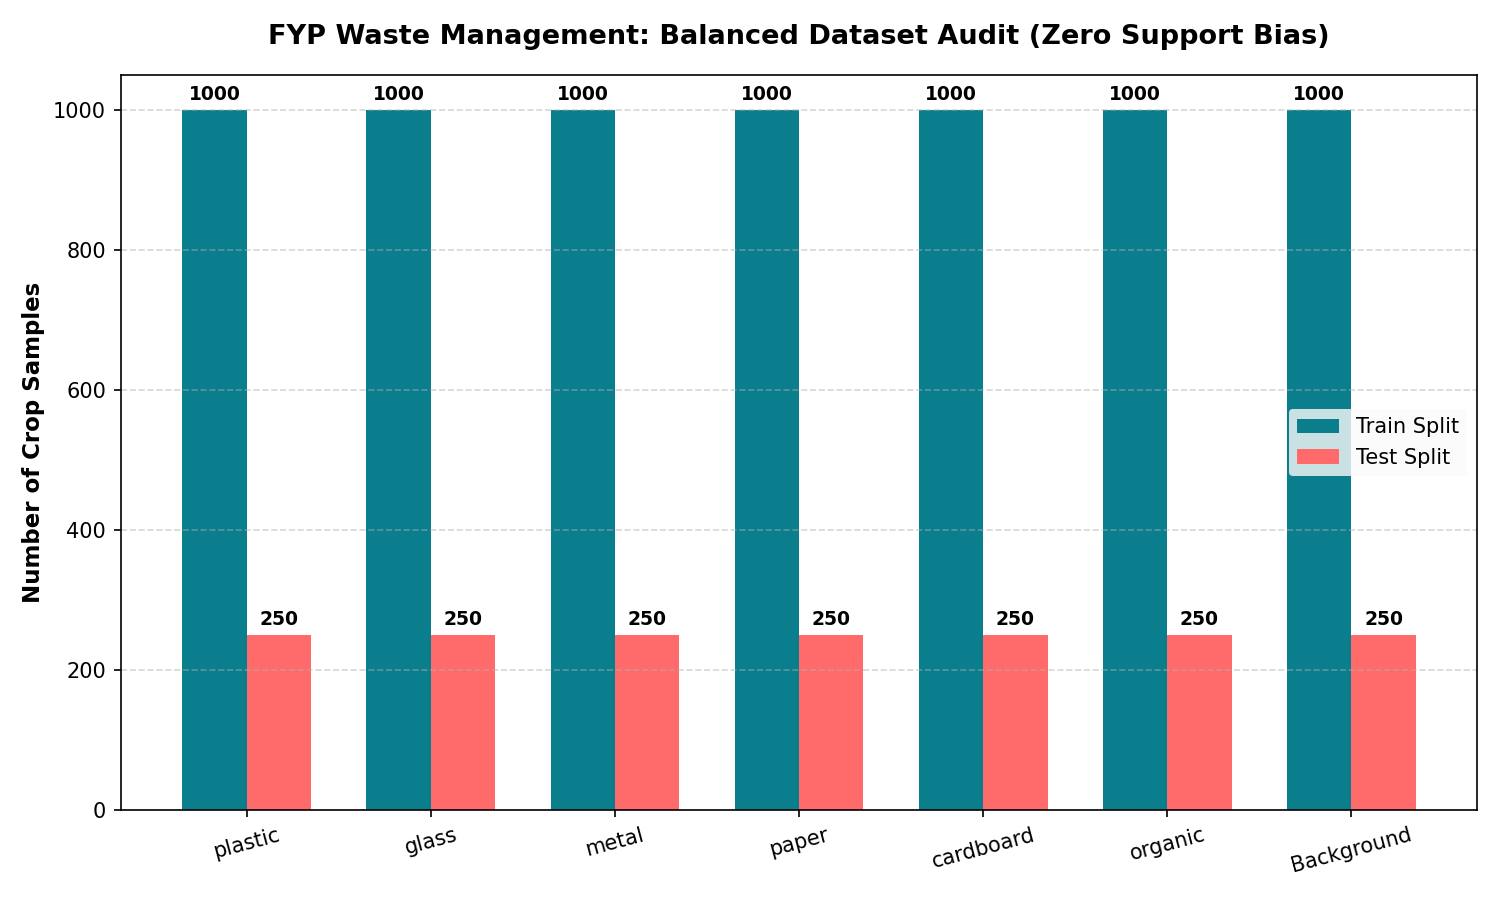 FYP Waste Management: Balanced Dataset Audit (Zero Support Bias)
Number of Crop Samples
1000
800
600
400
200
0
1000 1000 1000 1000 1000 1000 1000
250 250 250 250 250 250 250
Train Split
Test Split
plastic glass metal paper cardboard organic Background